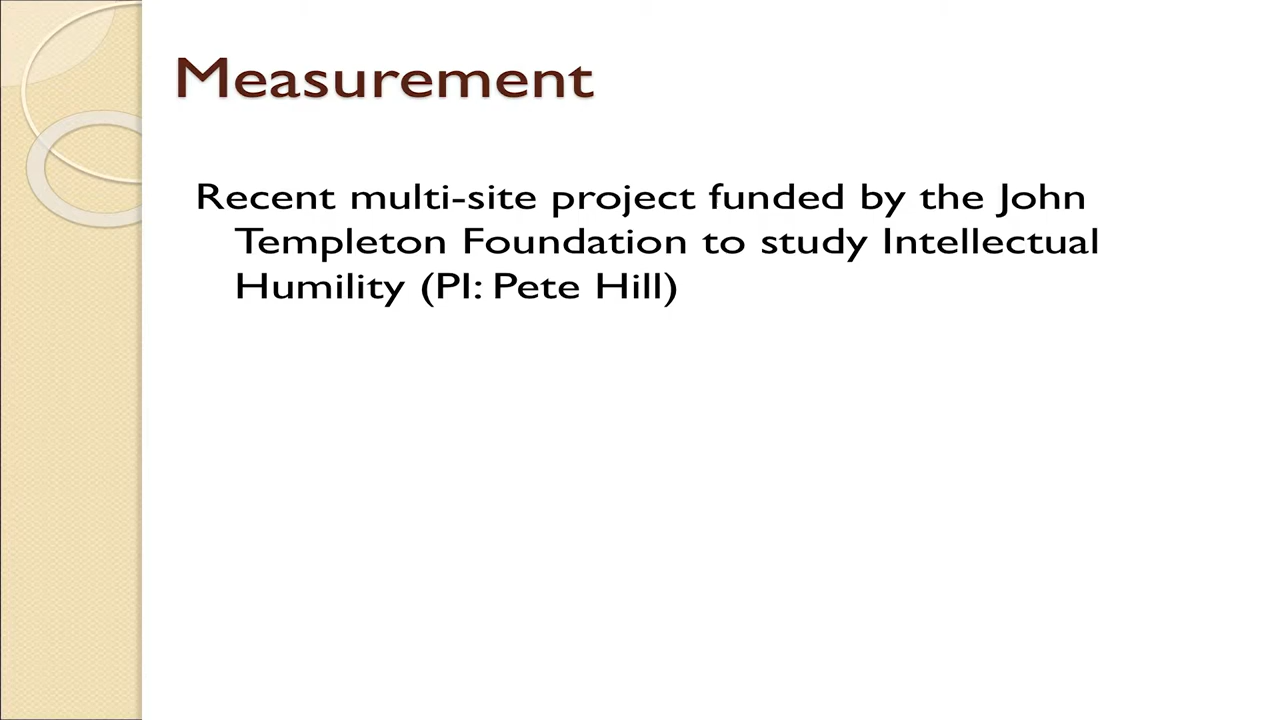 Measurement
Recent multi-site project funded by the John
Templeton Foundation to study Intellectual
Humility (PI: Pete Hill)